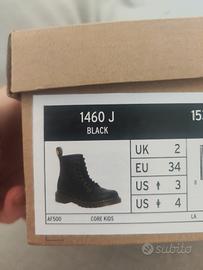 1460 J
BLACK
15
UK 2
EU 34
US 3
US 4
AF500
CORE KIDS
LA
subito